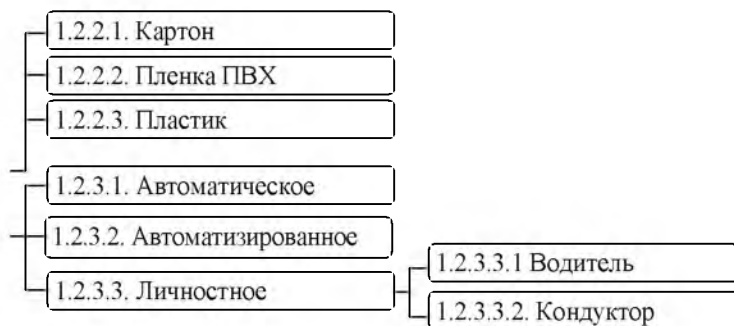 1.2.2.1. Картон
1.2.2.2. Пленка ПВХ
1.2.2.3. Пластик
1.2.3.1. Автоматическое
1.2.3.2. Автоматизированное
1.2.3.3. Личностное
1.2.3.3.1 Водитель
1.2.3.3.2. Кондуктор